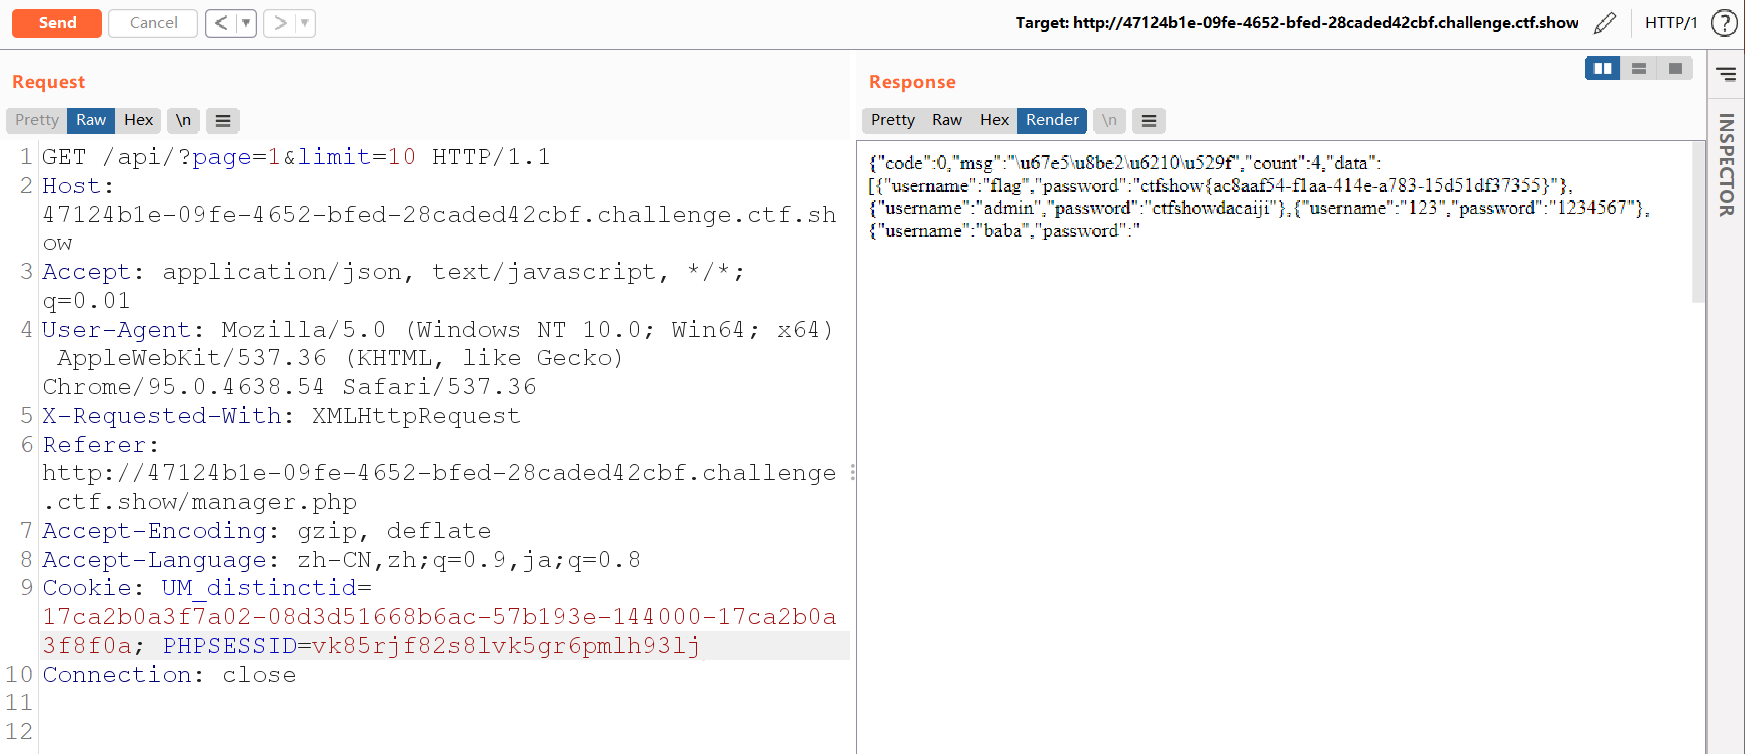 Send Cancel < ▼ > ▼ Target: http://47124b1e-09fe-4652-bfed-28caded42cbf.challenge.ctf.show HTTP/1 ?
Request
Pretty Raw Hex \n ≡
1 GET /api/?page=1&limit=10 HTTP/1.1
2 Host:
47124b1e-09fe-4652-bfed-28caded42cbf.challenge.ctf.sh
ow
3 Accept: application/json, text/javascript, */*;
q=0.01
4 User-Agent: Mozilla/5.0 (Windows NT 10.0; Win64; x64)
AppleWebKit/537.36 (KHTML, like Gecko)
Chrome/95.0.4638.54 Safari/537.36
5 X-Requested-With: XMLHttpRequest
6 Referer:
http://47124b1e-09fe-4652-bfed-28caded42cbf.challenge
.ctf.show/manager.php
7 Accept-Encoding: gzip, deflate
8 Accept-Language: zh-CN,zh;q=0.9,ja;q=0.8
9 Cookie: UM_distinctid=
17ca2b0a3f7a02-08d3d51668b6ac-57b193e-144000-17ca2b0a
3f8f0a; PHPSESSID=vk85rjf82s8lvk5gr6pmlh93lj
10 Connection: close
11
12
Response
Pretty Raw Hex Render \n ≡
{"code":0,"msg":"\u67e5\u8be2\u6210\u529f","count":4,"data":
[{"username":"flag","password":"ctfshow{ac8aaf54-f1aa-414e-a783-15d51df37355}"},
{"username":"admin","password":"ctfshowdacaiji"},{"username":"123","password":"1234567"},
{"username":"baba","password":"
INSPECTOR